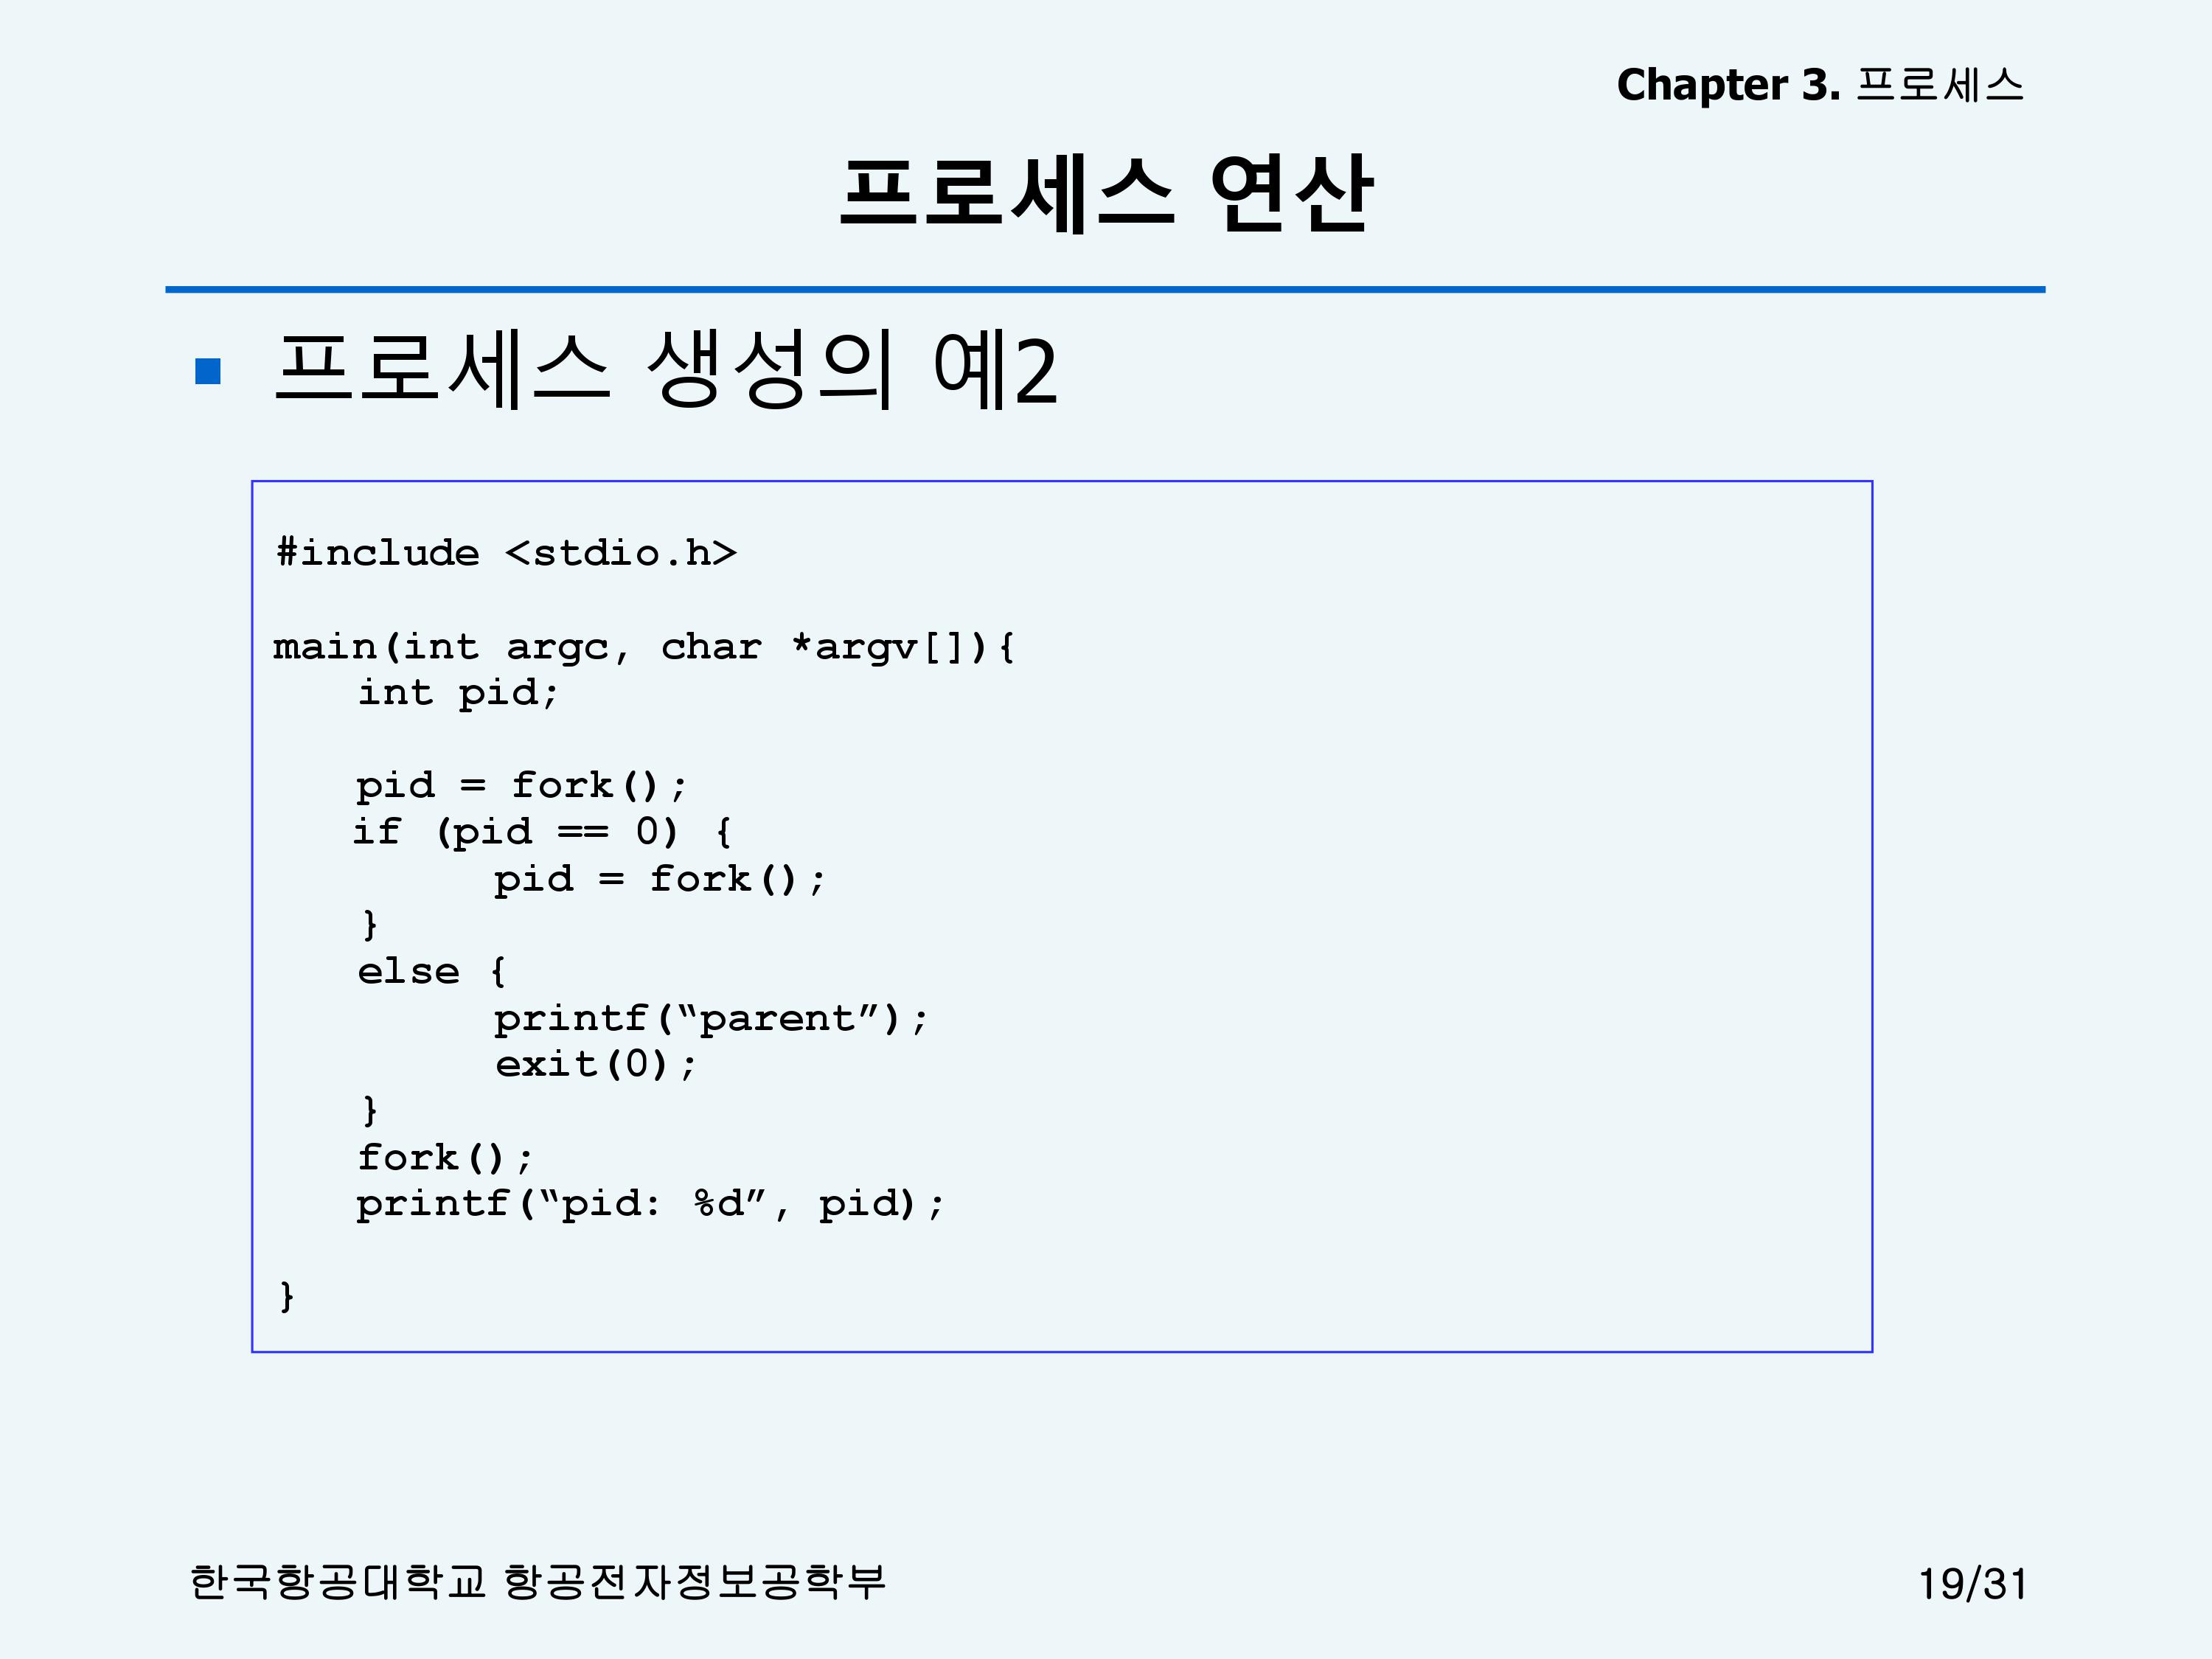 Chapter 3. 프로세스
프로세스 연산
▪ 프로세스 생성의 예2
#include <stdio.h>
main(int argc, char *argv[]){
int pid;
pid = fork();
if (pid == 0) {
pid = fork();
}
else {
printf(“parent”);
exit(0);
}
fork();
printf(“pid: %d”, pid);
}
한국항공대학교 항공전자정보공학부
19/31